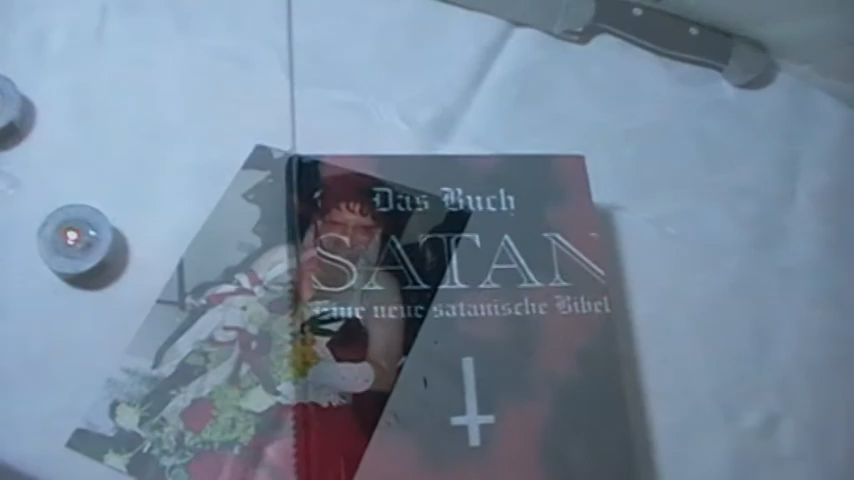 Das Buch
SATAN
Eine neue satanische Bibel